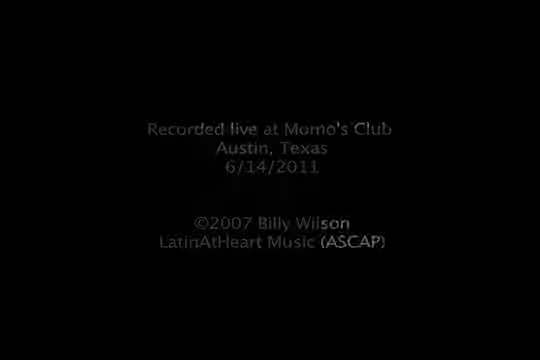 Recorded live at Momo's Club
Austin, Texas
6/14/2011
©2007 Billy Wilson
LatinAtHeart Music (ASCAP)